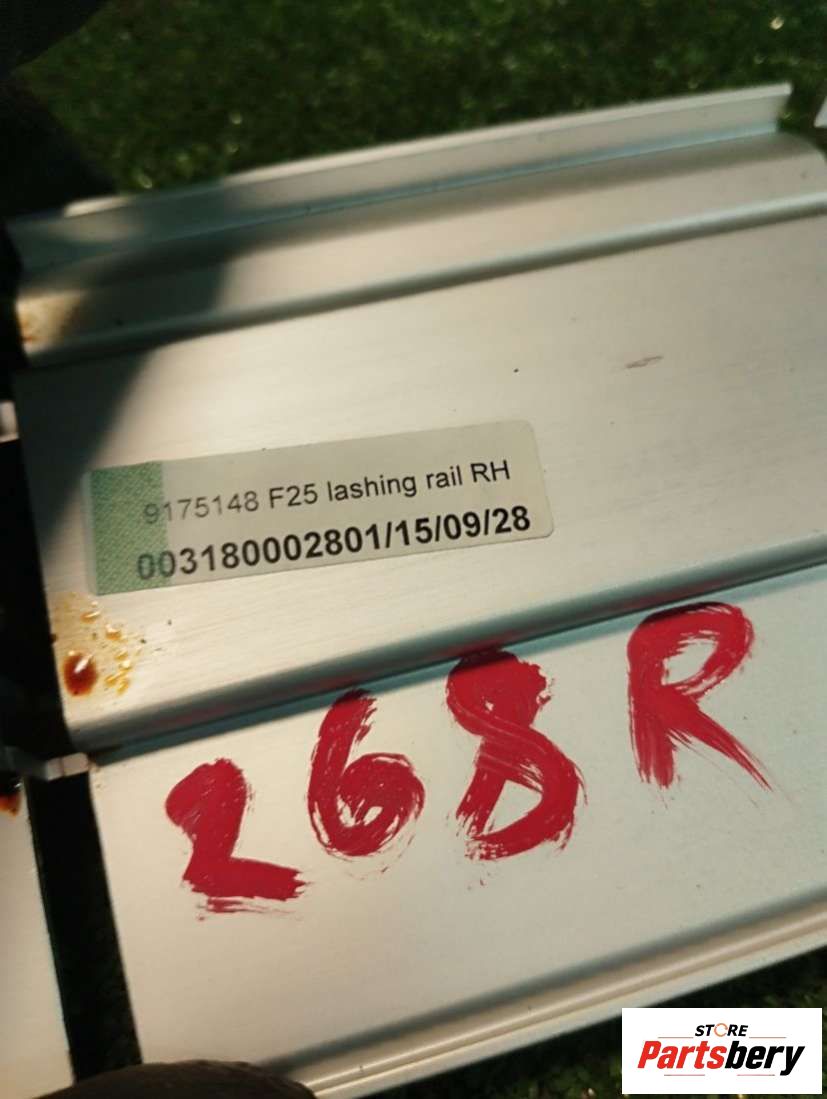 9175148 F25 lashing rail RH
003180002801/15/09/28
268R
STORE
Partsbery